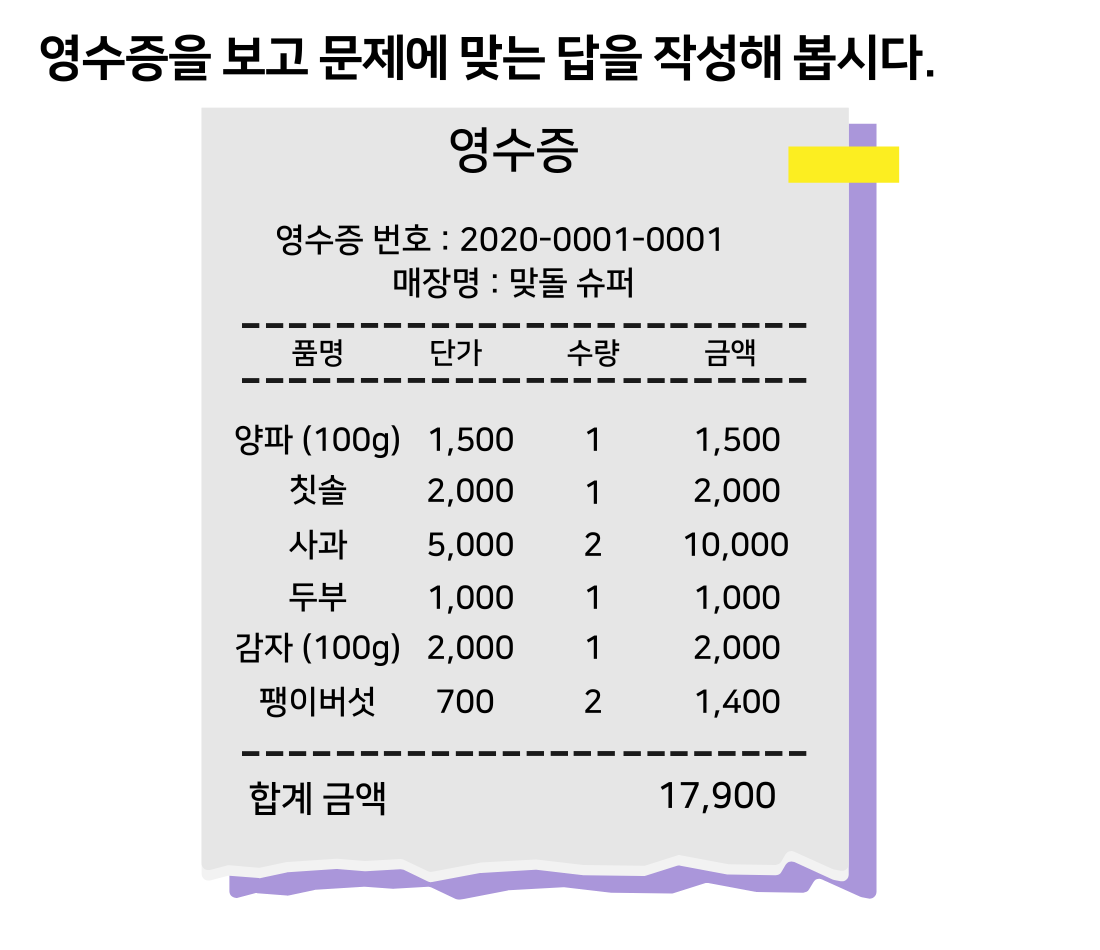 영수증을 보고 문제에 맞는 답을 작성해 봅시다.
영수증
영수증 번호 : 2020-0001-0001
매장명 : 맞돌 슈퍼
품명 단가 수량 금액
양파 (100g) 1,500 1 1,500
칫솔 2,000 1 2,000
사과 5,000 2 10,000
두부 1,000 1 1,000
감자 (100g) 2,000 1 2,000
팽이버섯 700 2 1,400
합계 금액 17,900